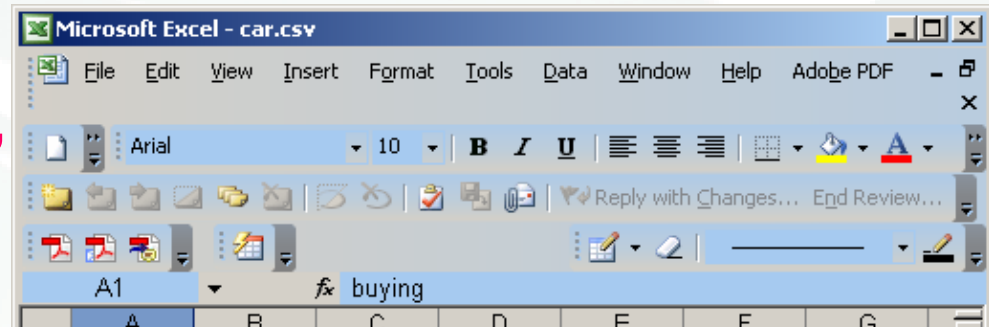 Microsoft Excel - car.csv
File Edit View Insert Format Tools Data Window Help Adobe PDF
Arial 10 B I U A
Reply with Changes... End Review...
A1 fx buying
A B C D E F G